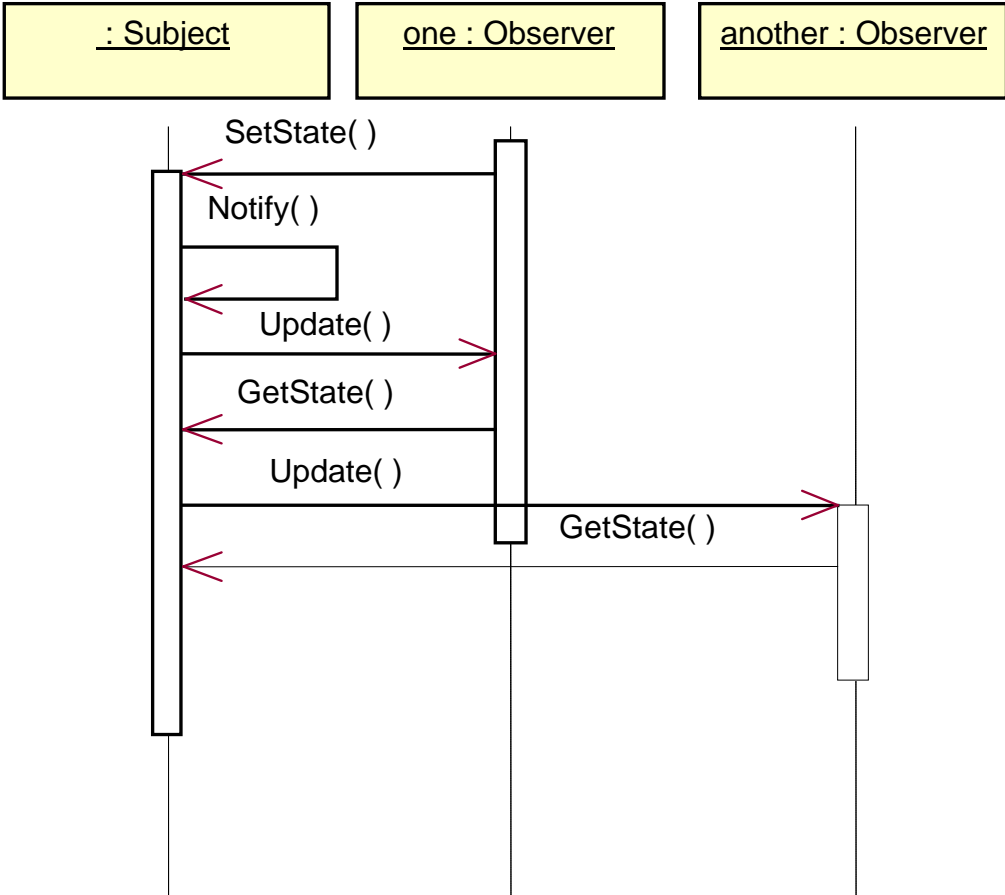 : Subject
one : Observer
another : Observer
SetState( )
Notify( )
Update( )
GetState( )
Update( )
GetState( )